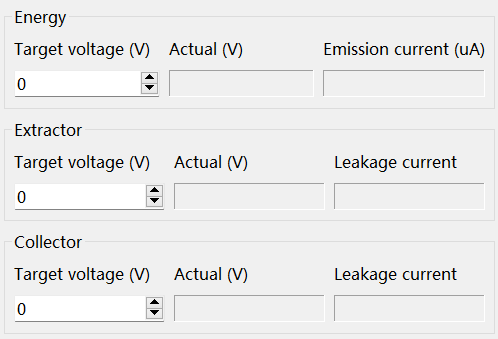 Energy
Target voltage (V) Actual (V) Emission current (uA)
0
Extractor
Target voltage (V) Actual (V) Leakage current
0
Collector
Target voltage (V) Actual (V) Leakage current
0